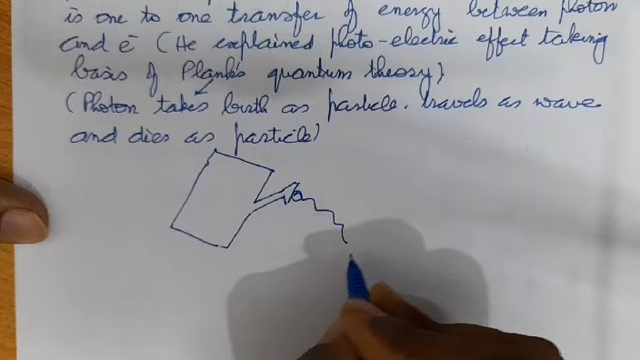 is one to one transfer of energy between photon
and e̅ (He explained photo-electric effect taking
basis of Plank's quantum theory)
(Photon takes birth as particle. travels as wave
and dies as particle)